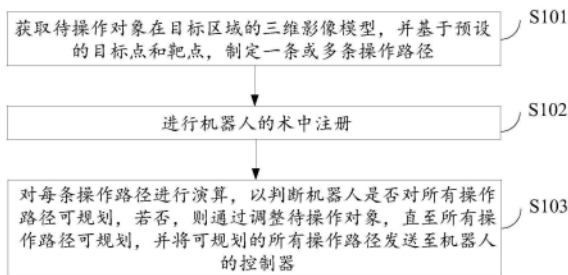 获取待操作对象在目标区域的三维影像模型，并基于预设
的目标点和靶点，制定一条或多条操作路径
S101
进行机器人的术中注册
S102
对每条操作路径进行演算，以判断机器人是否对所有操作
路径可规划，若否，则通过调整待操作对象，直至所有操
作路径可规划，并将可规划的所有操作路径发送至机器人
的控制器
S103